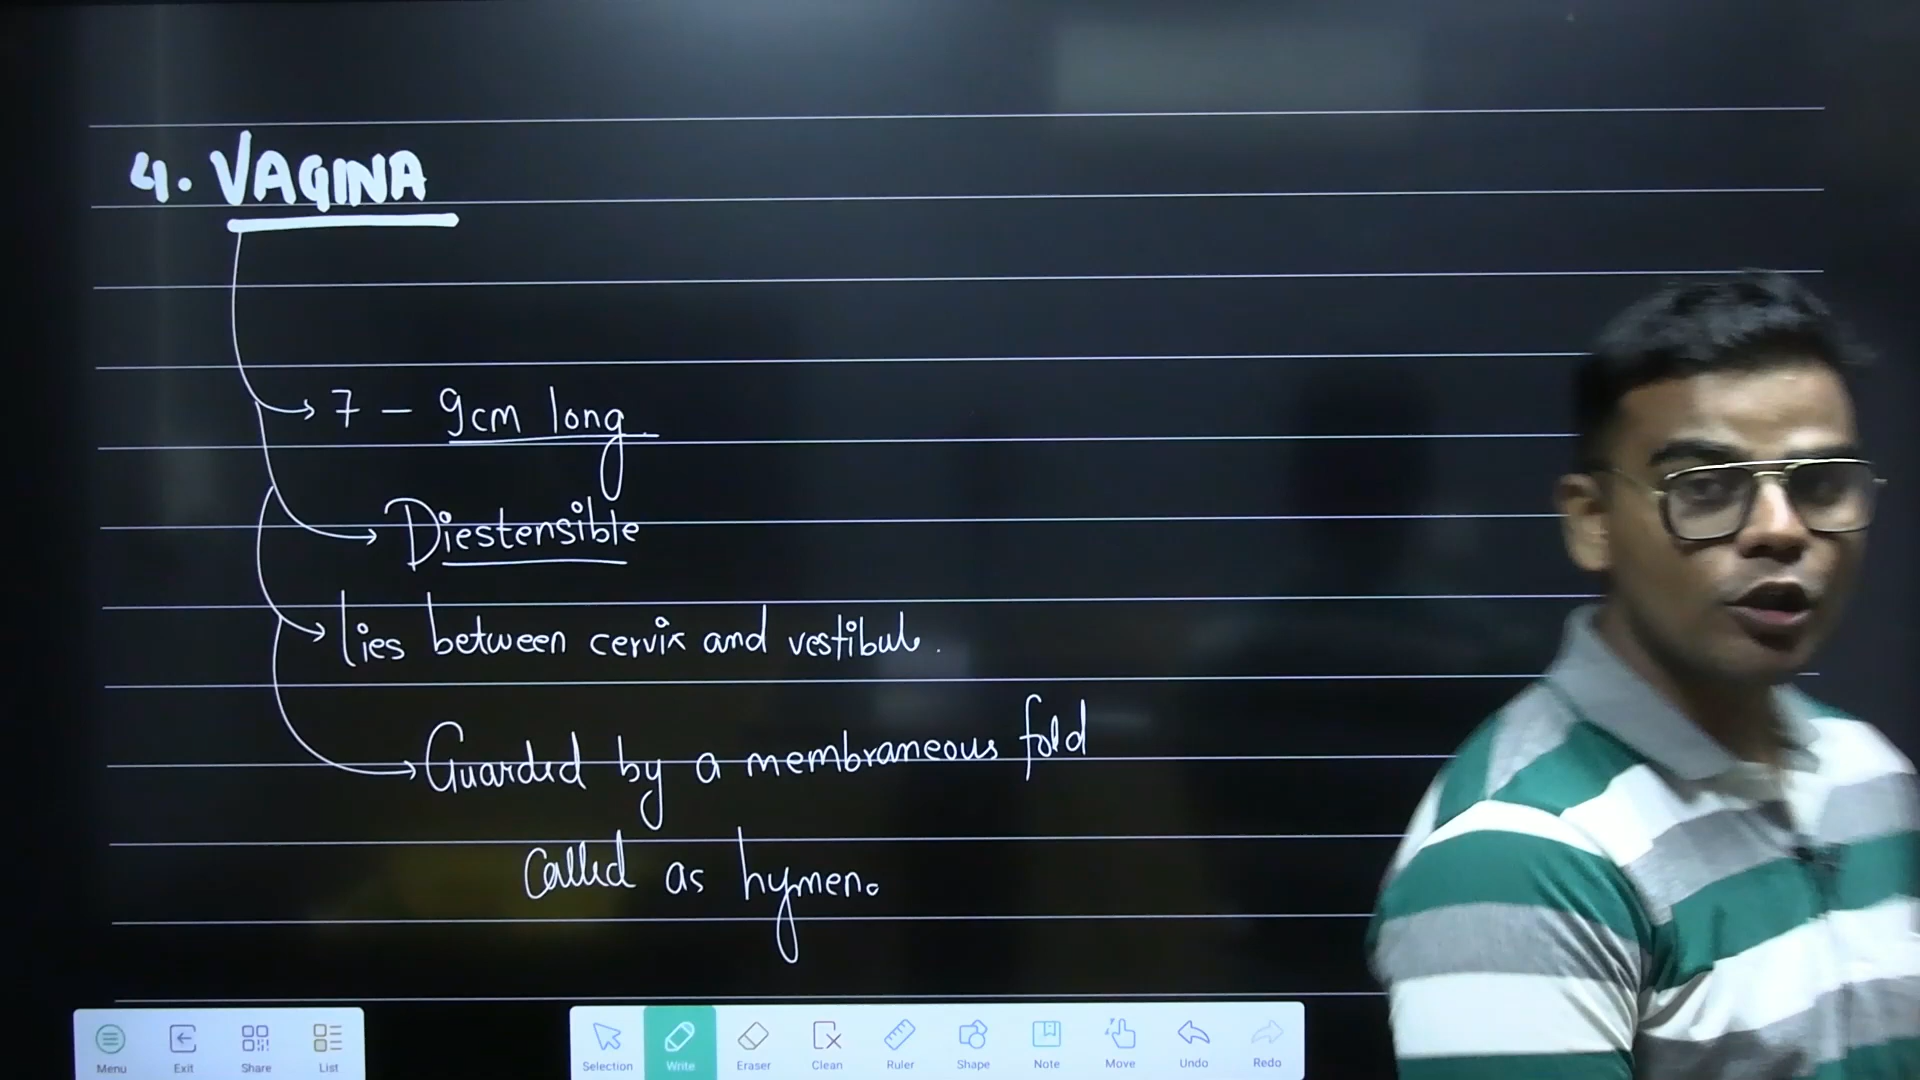 4. VAGINA
7 - 9cm long.
Diestensible
lies between cervix and vestibule.
Guarded by a membraneous fold
Called as hymen.
Menu Exit Share List Selection Write Eraser Clean Ruler Shape Note Move Undo Redo